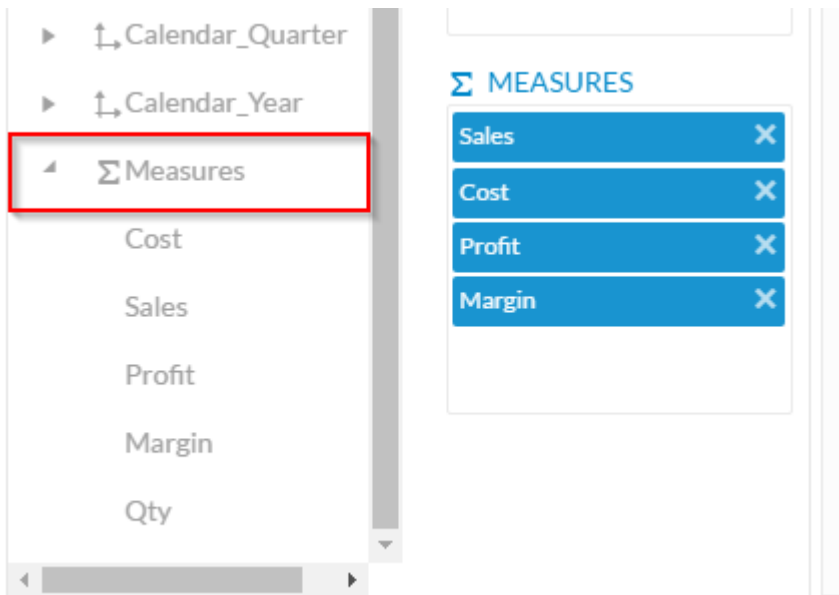 Calendar_Quarter
Calendar_Year
Σ Measures
Cost
Sales
Profit
Margin
Qty
Σ MEASURES
Sales
Cost
Profit
Margin